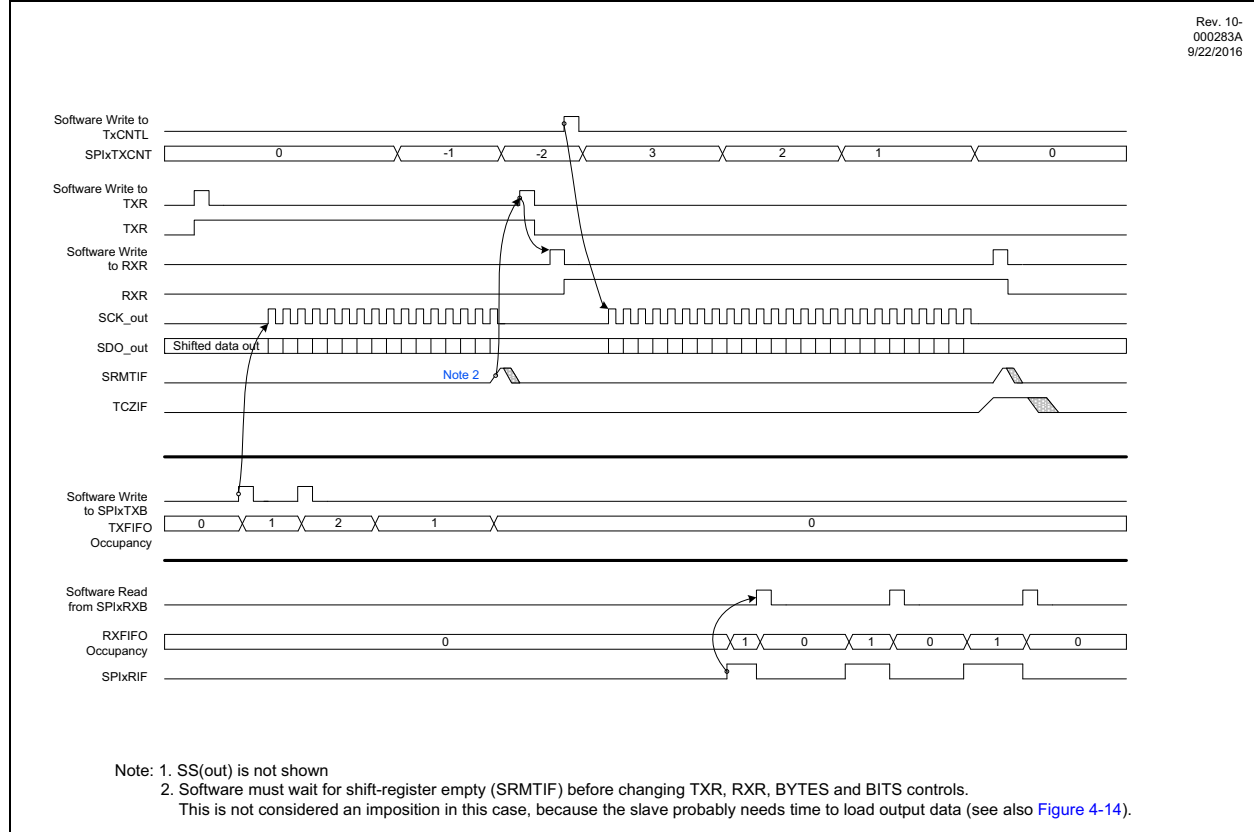 Rev. 10-
000283A
9/22/2016
Software Write to
TxCNTL
SPIxTXCNT
0
-1
-2
3
2
1
0
Software Write to
TXR
TXR
Software Write
to RXR
RXR
SCK_out
SDO_out
Shifted data out
SRMTIF
Note 2
TCZIF
Software Write
to SPIxTXB
TXFIFO
Occupancy
0
1
2
1
0
Software Read
from SPIxRXB
RXFIFO
Occupancy
0
1
0
1
0
1
0
SPIxRIF
Note: 1. SS(out) is not shown
2. Software must wait for shift-register empty (SRMTIF) before changing TXR, RXR, BYTES and BITS controls.
This is not considered an imposition in this case, because the slave probably needs time to load output data (see also Figure 4-14).